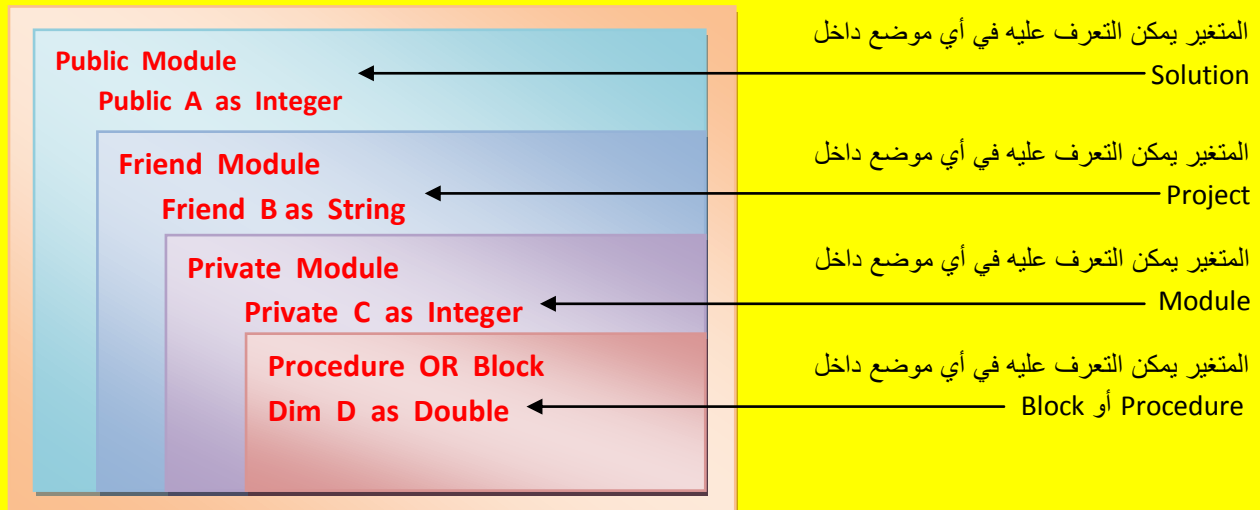 Public Module
Public A as Integer
Friend Module
Friend B as String
Private Module
Private C as Integer
Procedure OR Block
Dim D as Double
المتغير يمكن التعرف عليه في أي موضع داخل
Solution
المتغير يمكن التعرف عليه في أي موضع داخل
Project
المتغير يمكن التعرف عليه في أي موضع داخل
Module
المتغير يمكن التعرف عليه في أي موضع داخل
Procedure أو Block